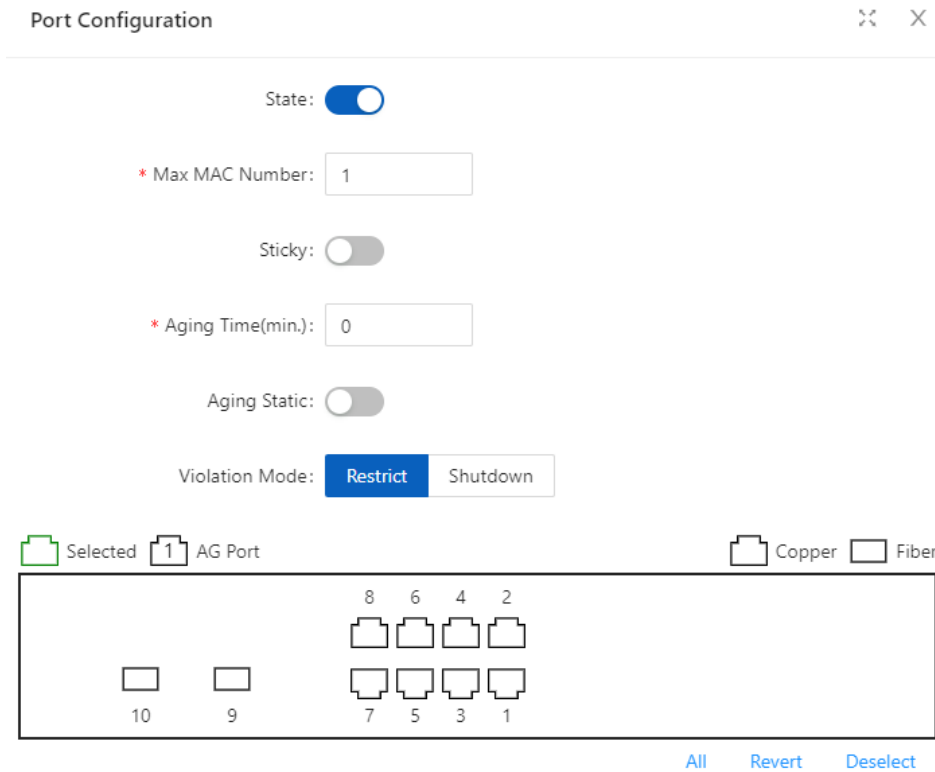 Port Configuration
State:
* Max MAC Number: 1
Sticky:
* Aging Time(min.): 0
Aging Static:
Violation Mode: Restrict Shutdown
Selected 1 AG Port Copper Fiber
8 6 4 2
10 9 7 5 3 1
All Revert Deselect